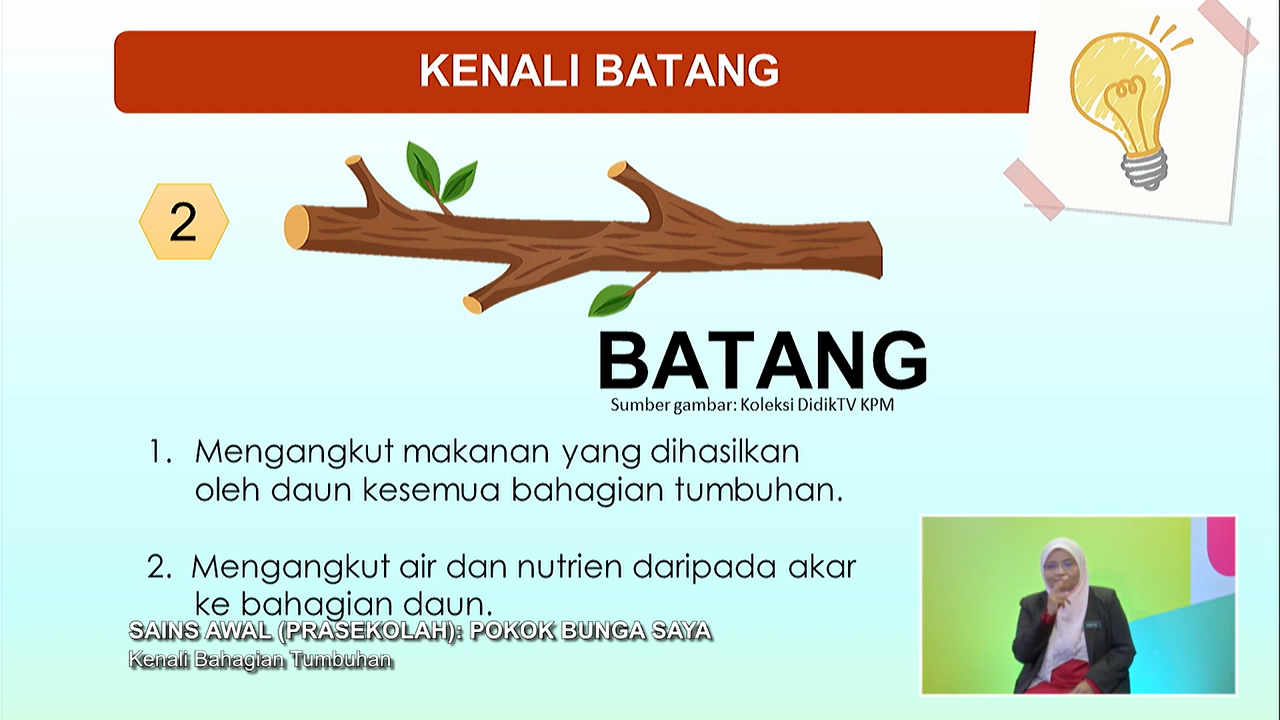 KENALI BATANG
2
BATANG
Sumber gambar: Koleksi DidikTV KPM
1. Mengangkut makanan yang dihasilkan
oleh daun kesemua bahagian tumbuhan.
2. Mengangkut air dan nutrien daripada akar
ke bahagian daun.
SAINS AWAL (PRASEKOLAH): POKOK BUNGA SAYA
Kenali Bahagian Tumbuhan